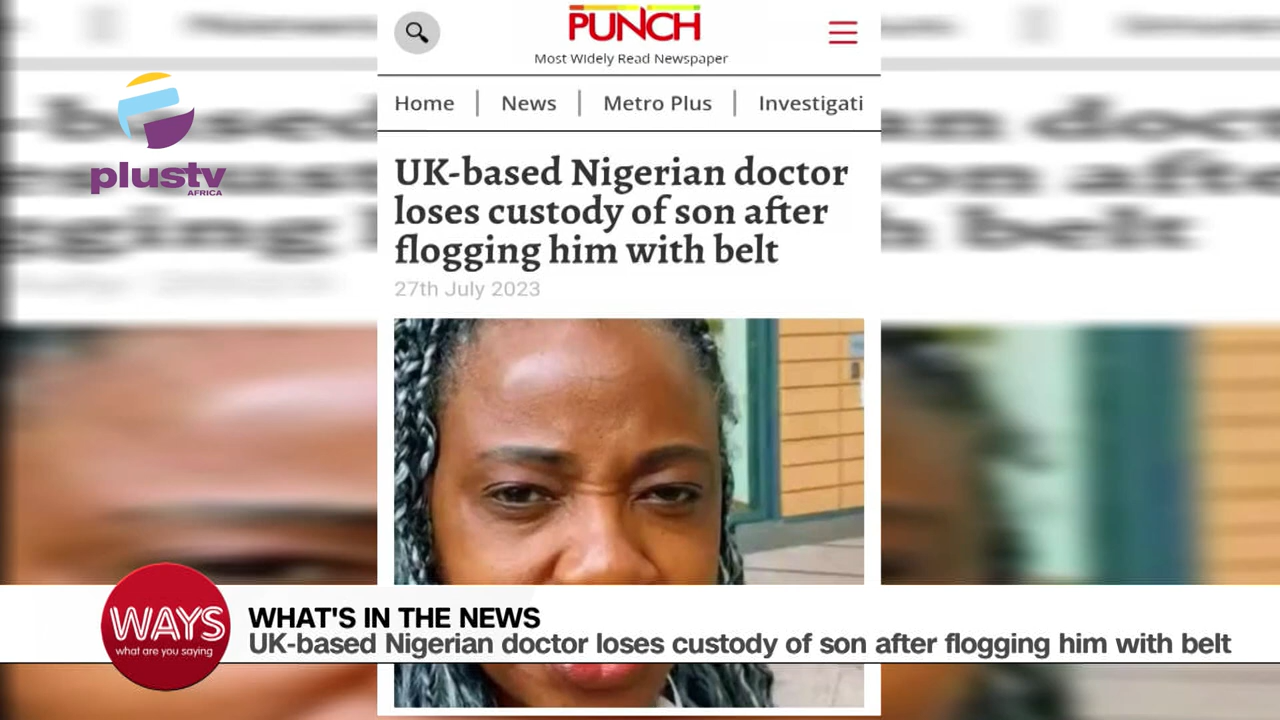 PUNCH
Most Widely Read Newspaper
Home | News | Metro Plus | Investigati
plustv
AFRICA
UK-based Nigerian doctor
loses custody of son after
flogging him with belt
27th July 2023
WAYS
what are you saying
WHAT'S IN THE NEWS
UK-based Nigerian doctor loses custody of son after flogging him with belt